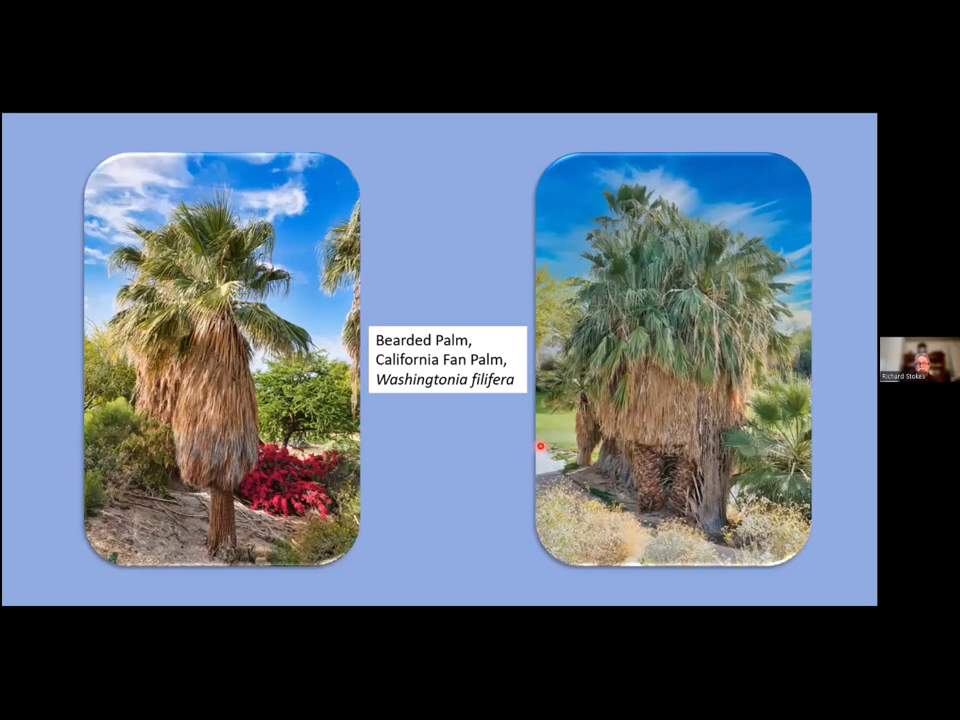 Bearded Palm,
California Fan Palm,
Washingtonia filifera
Richard Stokes